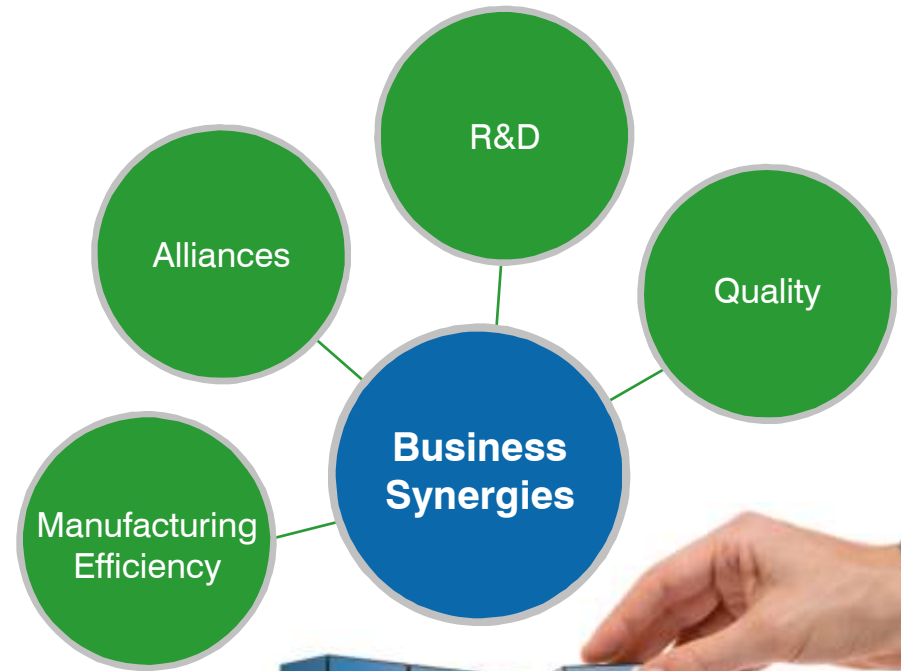 R&D
Alliances
Quality
Business
Synergies
Manufacturing
Efficiency